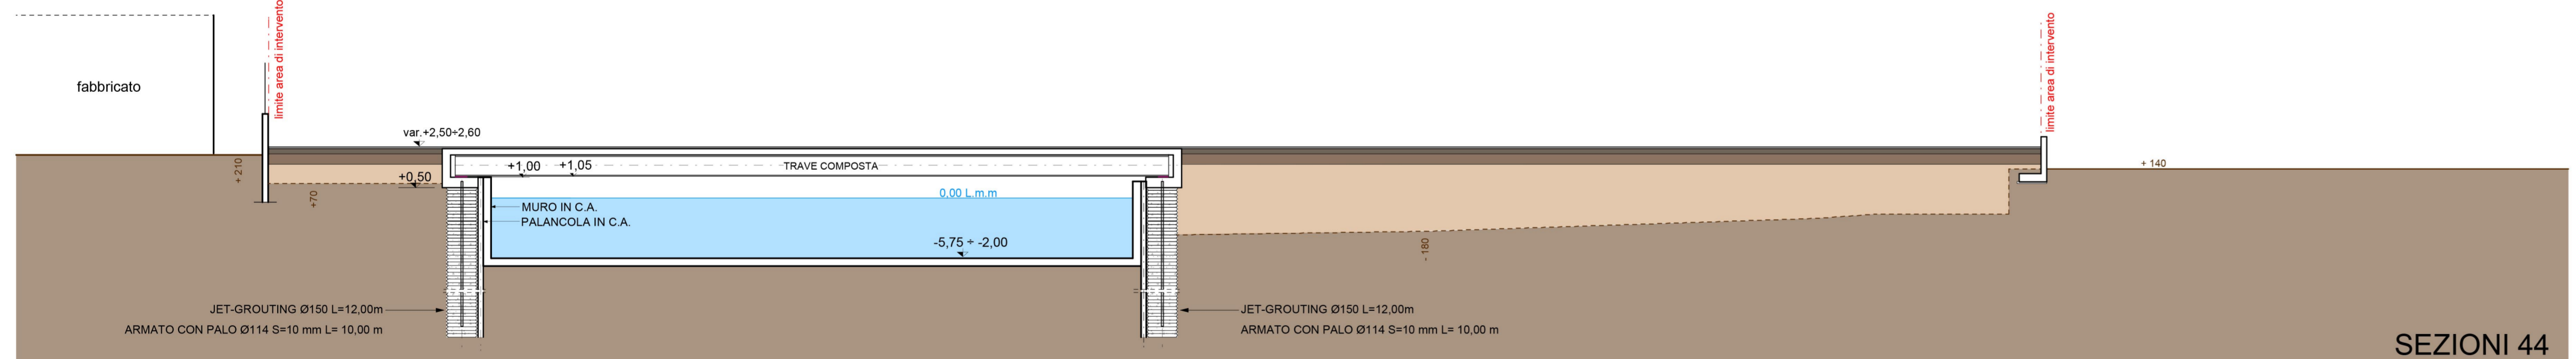 limite area di intervento
limite area di intervento
fabbricato
var.+2,50÷2,60
+ 210
+70
+0,50
+1,00
+1,05
TRAVE COMPOSTA
+ 140
0,00 L.m.m
MURO IN C.A.
PALANCOLA IN C.A.
-5,75 ÷ -2,00
- 180
JET-GROUTING Ø150 L=12,00m
ARMATO CON PALO Ø114 S=10 mm L= 10,00 m
JET-GROUTING Ø150 L=12,00m
ARMATO CON PALO Ø114 S=10 mm L= 10,00 m
SEZIONI 44